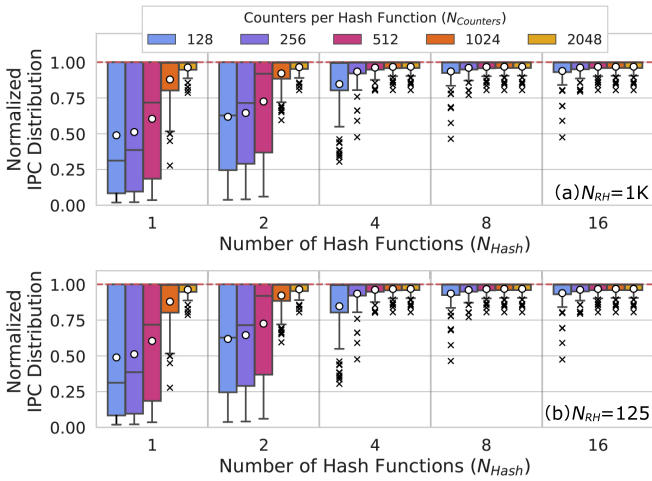 Counters per Hash Function (N_Counters)
128 256 512 1024 2048
Normalized
IPC Distribution
1.00
0.75
0.50
0.25
0.00
(a)N_RH=1K
1 2 4 8 16
Number of Hash Functions (N_Hash)
Normalized
IPC Distribution
1.00
0.75
0.50
0.25
0.00
(b)N_RH=125
1 2 4 8 16
Number of Hash Functions (N_Hash)